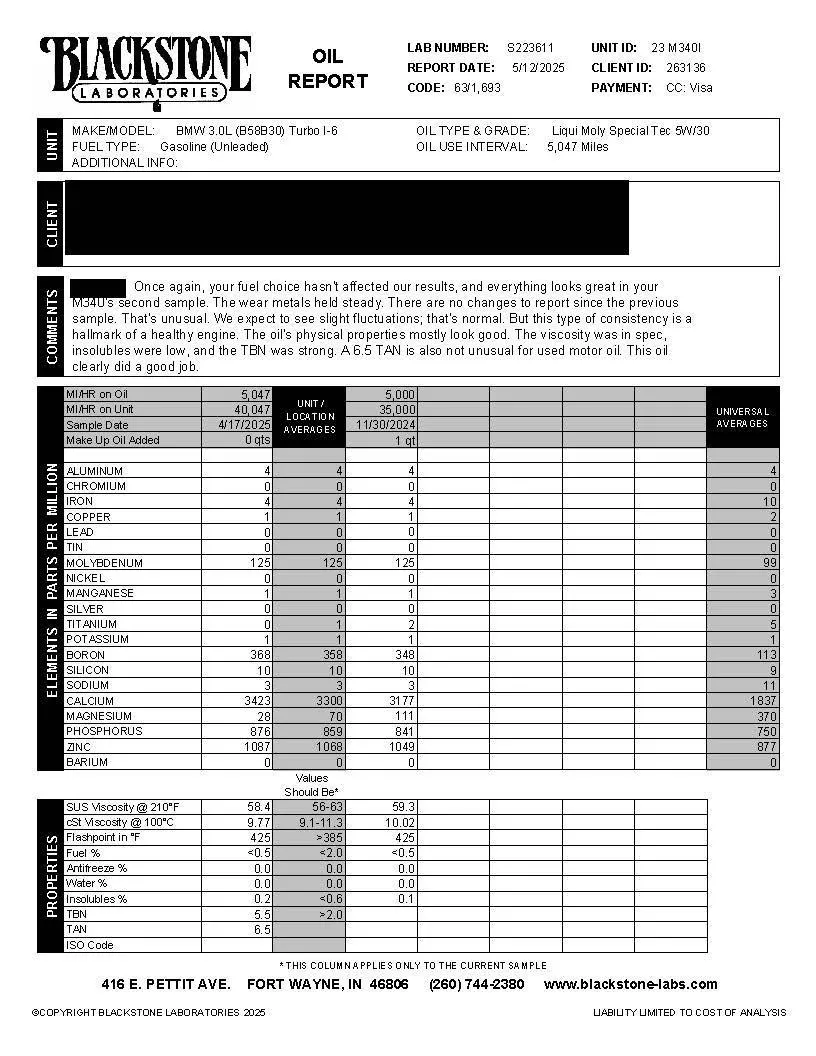 BLACKSTONE
LABORATORIES
OIL
REPORT
LAB NUMBER: S223611 UNIT ID: 23 M340I
REPORT DATE: 5/12/2025 CLIENT ID: 263136
CODE: 63/1,693 PAYMENT: CC: Visa
UNIT
MAKE/MODEL: BMW 3.0L (B58B30) Turbo I-6 OIL TYPE & GRADE: Liqui Moly Special Tec 5W/30
FUEL TYPE: Gasoline (Unleaded) OIL USE INTERVAL: 5,047 Miles
ADDITIONAL INFO:
CLIENT
COMMENTS
Once again, your fuel choice hasn't affected our results, and everything looks great in your
M340's second sample. The wear metals held steady. There are no changes to report since the previous
sample. That's unusual. We expect to see slight fluctuations; that's normal. But this type of consistency is a
hallmark of a healthy engine. The oil's physical properties mostly look good. The viscosity was in spec,
insolubles were low, and the TBN was strong. A 6.5 TAN is also not unusual for used motor oil. This oil
clearly did a good job.
MI/HR on Oil 5,047 UNIT / LOCATION AVERAGES 5,000 UNIVERSAL AVERAGES
MI/HR on Unit 40,047 35,000
Sample Date 4/17/2025 11/30/2024
Make Up Oil Added 0 qts 1 qt
ELEMENTS IN PARTS PER MILLION
ALUMINUM 4 4 4 4
CHROMIUM 0 0 0 0
IRON 4 4 4 10
COPPER 1 1 1 2
LEAD 0 0 0 0
TIN 0 0 0 0
MOLYBDENUM 125 125 125 99
NICKEL 0 0 0 0
MANGANESE 1 1 1 3
SILVER 0 0 0 0
TITANIUM 0 1 2 5
POTASSIUM 1 1 1 1
BORON 368 358 348 113
SILICON 10 10 10 9
SODIUM 3 3 3 11
CALCIUM 3423 3300 3177 1837
MAGNESIUM 28 70 111 370
PHOSPHORUS 876 859 841 750
ZINC 1087 1068 1049 877
BARIUM 0 0 0 0
Values
Should Be*
PROPERTIES
SUS Viscosity @ 210°F 58.4 56-63 59.3
cSt Viscosity @ 100°C 9.77 9.1-11.3 10.02
Flashpoint in °F 425 >385 425
Fuel % <0.5 <2.0 <0.5
Antifreeze % 0.0 0.0 0.0
Water % 0.0 0.0 0.0
Insolubles % 0.2 <0.6 0.1
TBN 5.5 >2.0
TAN 6.5
ISO Code
* THIS COLUMN APPLIES ONLY TO THE CURRENT SAMPLE
416 E. PETTIT AVE. FORT WAYNE, IN 46806 (260) 744-2380 www.blackstone-labs.com
©COPYRIGHT BLACKSTONE LABORATORIES 2025 LIABILITY LIMITED TO COST OF ANALYSIS